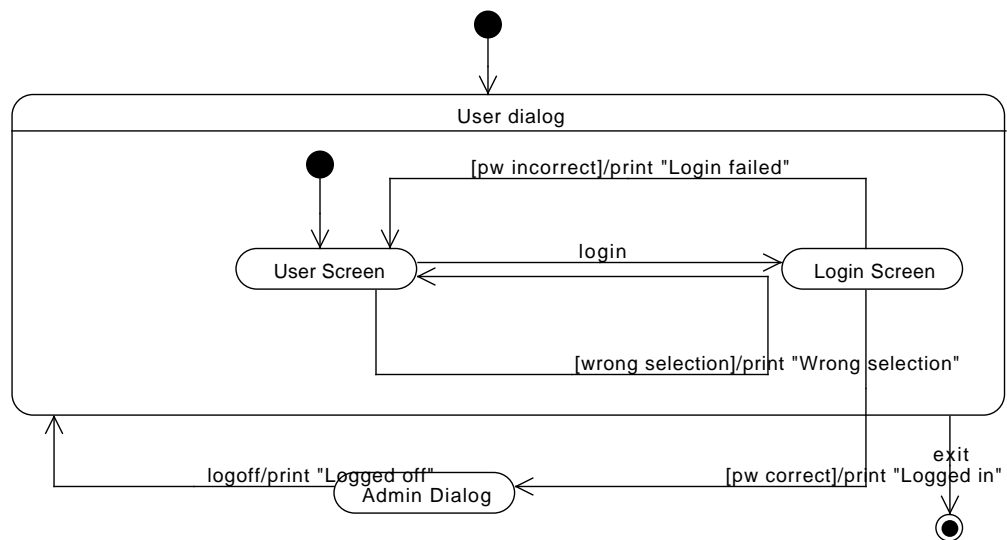 User dialog
[pw incorrect]/print "Login failed"
login
User Screen
Login Screen
[wrong selection]/print "Wrong selection"
exit
logoff/print "Logged off"
[pw correct]/print "Logged in"
Admin Dialog